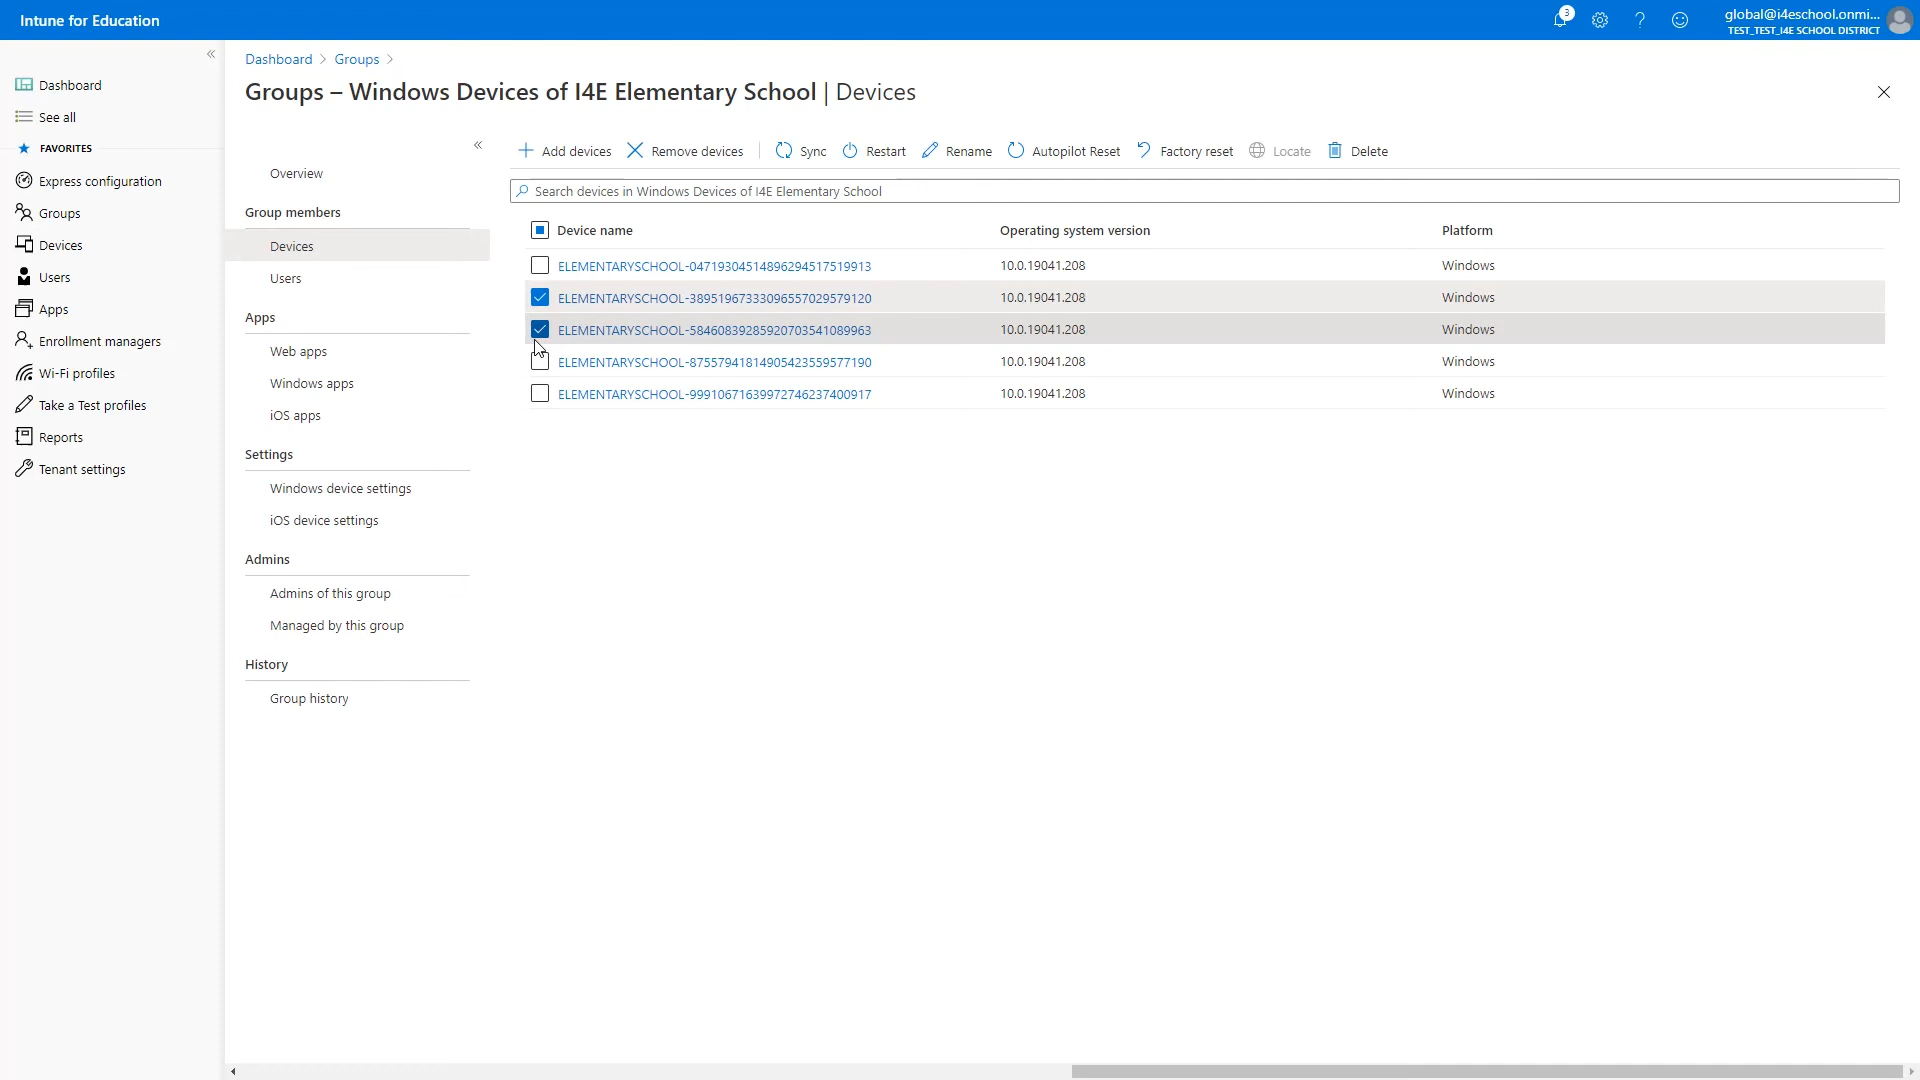 Intune for Education
3
global@i4eschool.onmi...
TEST_TEST_I4E SCHOOL DISTRICT
Dashboard
See all
FAVORITES
Express configuration
Groups
Devices
Users
Apps
Enrollment managers
Wi-Fi profiles
Take a Test profiles
Reports
Tenant settings
Dashboard > Groups >
Groups – Windows Devices of I4E Elementary School | Devices
Overview
Group members
Devices
Users
Apps
Web apps
Windows apps
iOS apps
Settings
Windows device settings
iOS device settings
Admins
Admins of this group
Managed by this group
History
Group history
Add devices Remove devices Sync Restart Rename Autopilot Reset Factory reset Locate Delete
Search devices in Windows Devices of I4E Elementary School
Device name Operating system version Platform
ELEMENTARYSCHOOL-04719304514896294517519913 10.0.19041.208 Windows
ELEMENTARYSCHOOL-38951967333096557029579120 10.0.19041.208 Windows
ELEMENTARYSCHOOL-58460839285920703541089963 10.0.19041.208 Windows
ELEMENTARYSCHOOL-87557941814905423559577190 10.0.19041.208 Windows
ELEMENTARYSCHOOL-99910671639972746237400917 10.0.19041.208 Windows